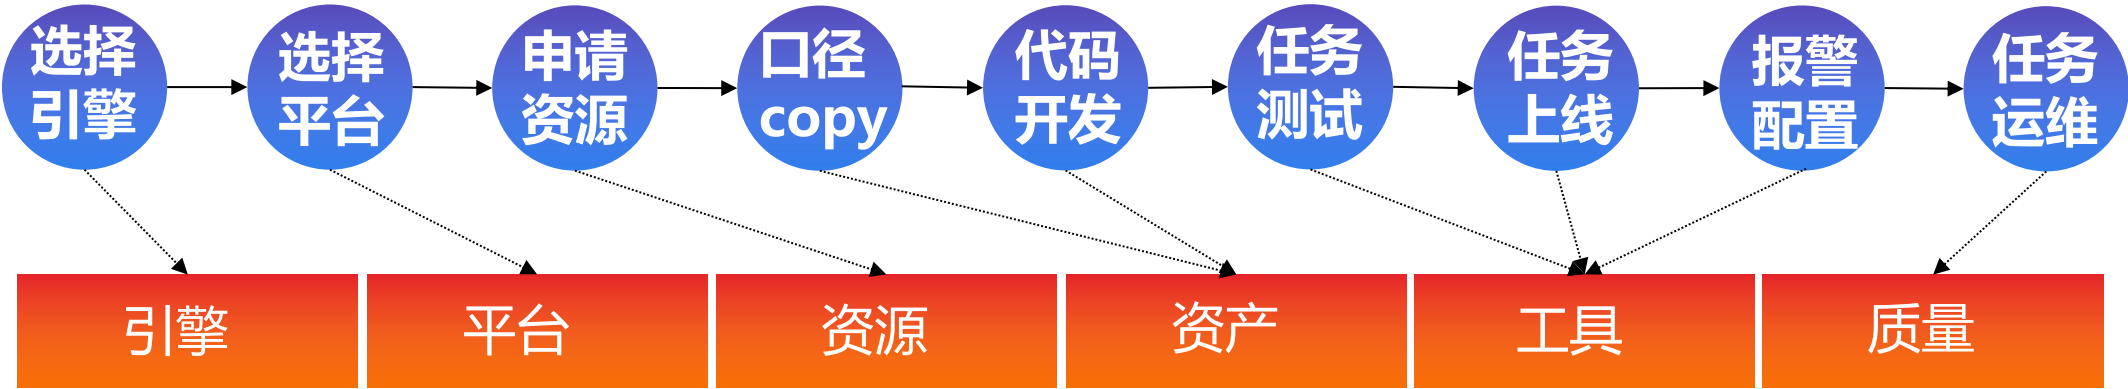 选择
引擎
选择
平台
申请
资源
口径
copy
代码
开发
任务
测试
任务
上线
报警
配置
任务
运维
引擎
平台
资源
资产
工具
质量